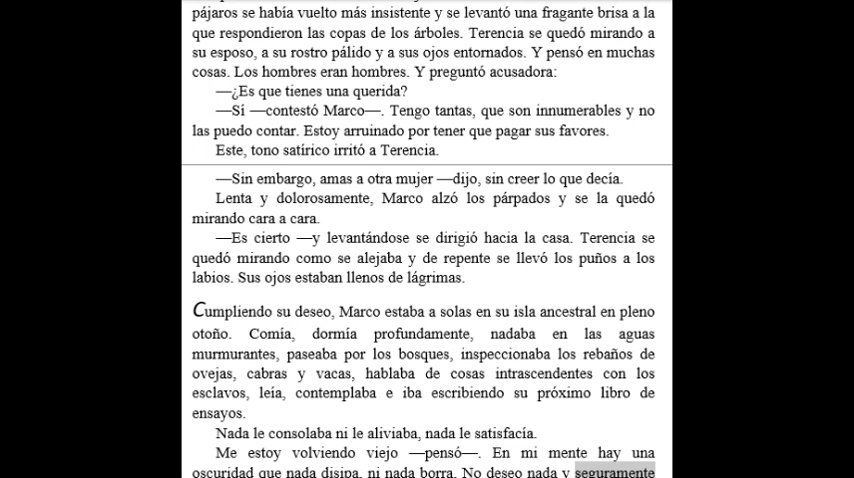 pájaros se había vuelto más insistente y se levantó una fragante brisa a la
que respondieron las copas de los árboles. Terencia se quedó mirando a
su esposo, a su rostro pálido y a sus ojos entornados. Y pensó en muchas
cosas. Los hombres eran hombres. Y preguntó acusadora:
—¿Es que tienes una querida?
—Sí —contestó Marco—. Tengo tantas, que son innumerables y no
las puedo contar. Estoy arruinado por tener que pagar sus favores.
Este, tono satírico irritó a Terencia.
—Sin embargo, amas a otra mujer —dijo, sin creer lo que decía.
Lenta y dolorosamente, Marco alzó los párpados y se la quedó
mirando cara a cara.
—Es cierto —y levantándose se dirigió hacia la casa. Terencia se
quedó mirando como se alejaba y de repente se llevó los puños a los
labios. Sus ojos estaban llenos de lágrimas.
Cumpliendo su deseo, Marco estaba a solas en su isla ancestral en pleno
otoño. Comía, dormía profundamente, nadaba en las aguas
murmurantes, paseaba por los bosques, inspeccionaba los rebaños de
ovejas, cabras y vacas, hablaba de cosas intrascendentes con los
esclavos, leía, contemplaba e iba escribiendo su próximo libro de
ensayos.
Nada le consolaba ni le aliviaba, nada le satisfacía.
Me estoy volviendo viejo —pensó—. En mi mente hay una
oscuridad que nada disipa, ni nada borra. No deseo nada y seguramente